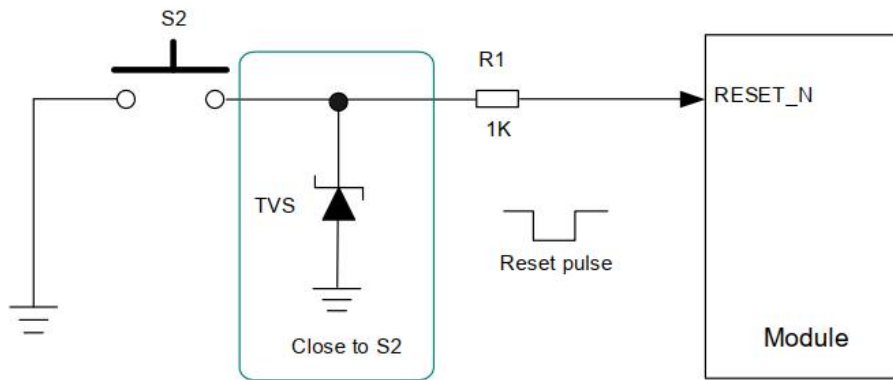 S2
R1
RESET_N
1K
TVS
Reset pulse
Close to S2
Module